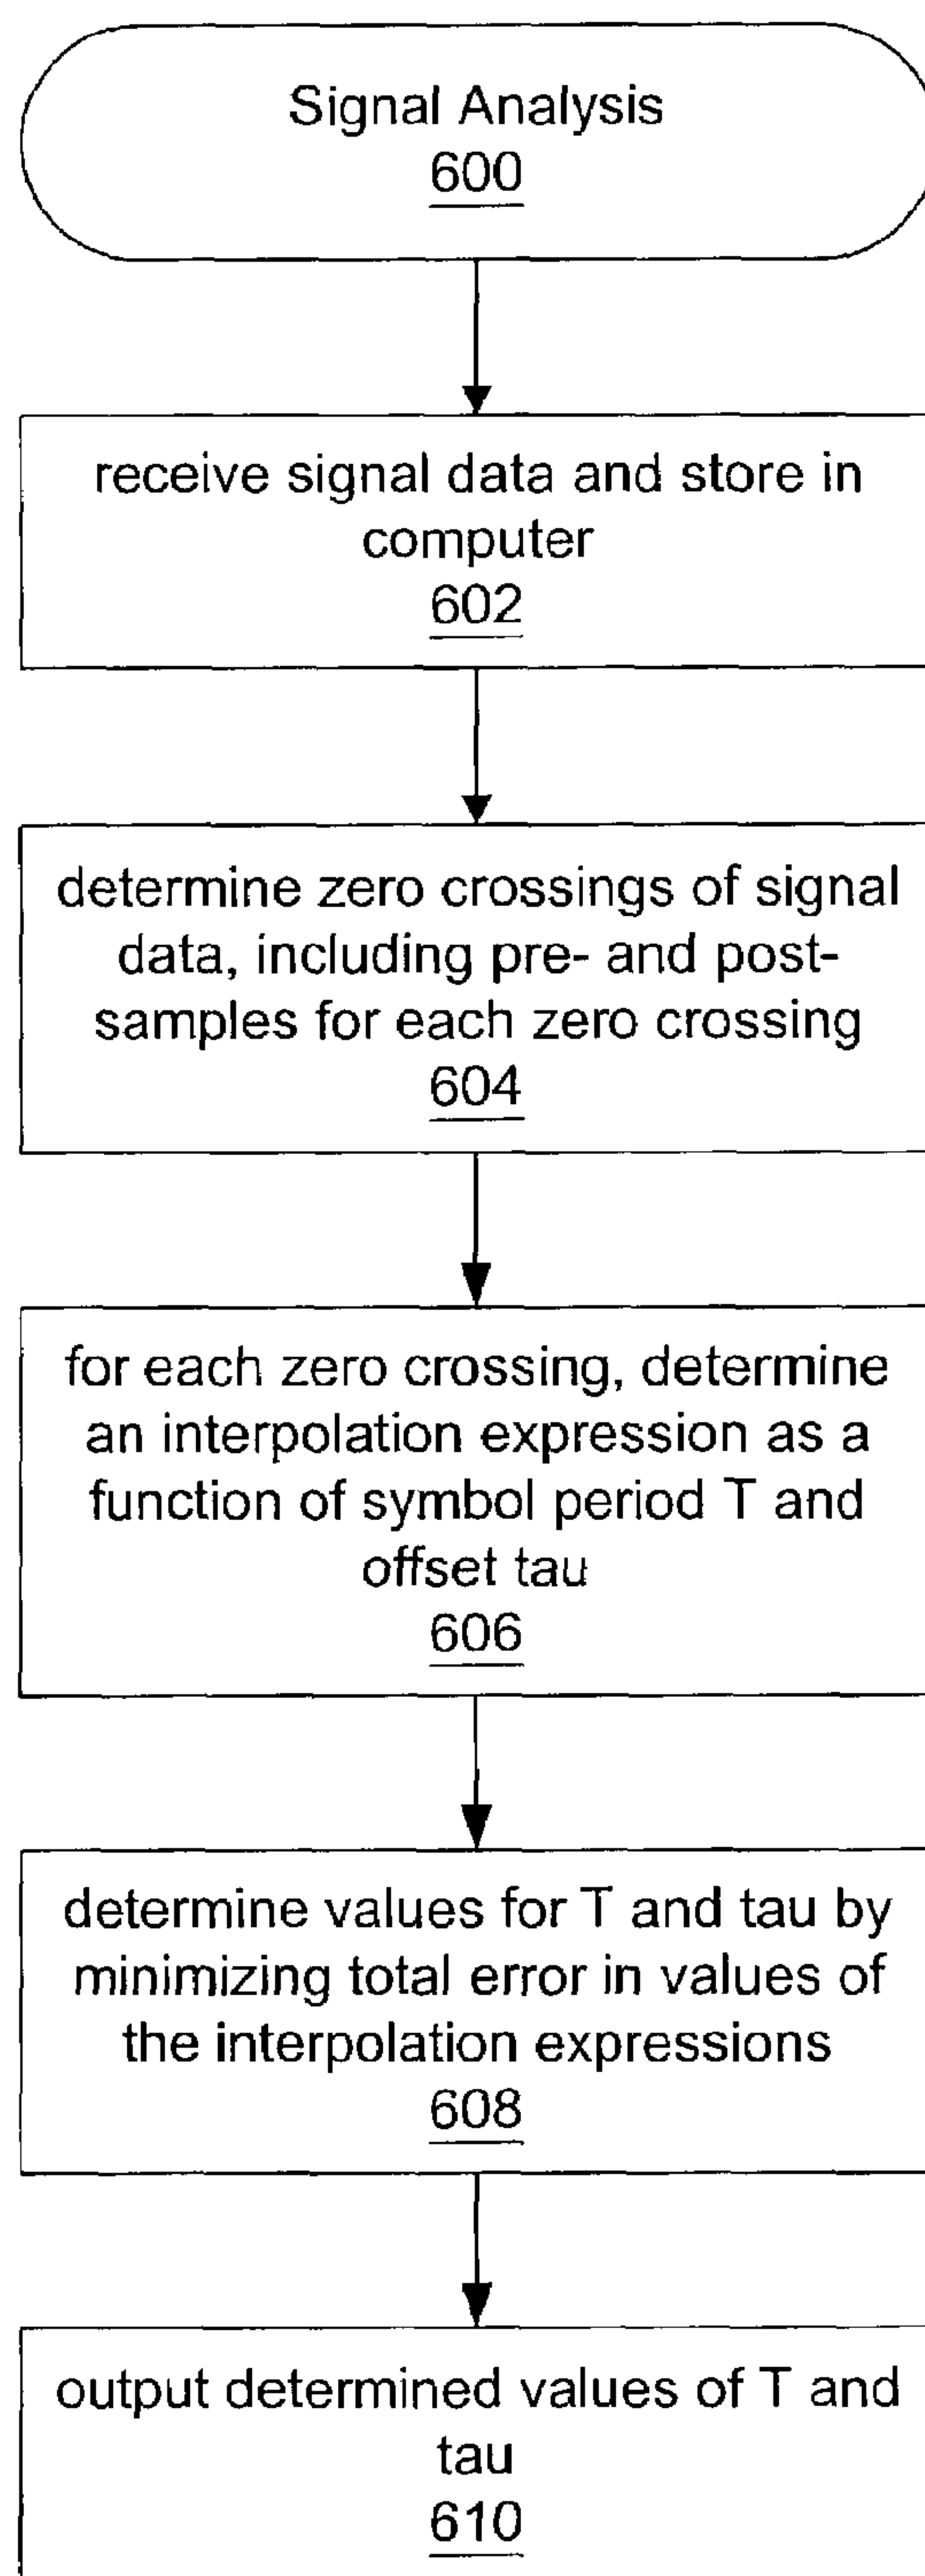 Signal Analysis
600
receive signal data and store in
computer
602
determine zero crossings of signal
data, including pre- and post-
samples for each zero crossing
604
for each zero crossing, determine
an interpolation expression as a
function of symbol period T and
offset tau
606
determine values for T and tau by
minimizing total error in values of
the interpolation expressions
608
output determined values of T and
tau
610